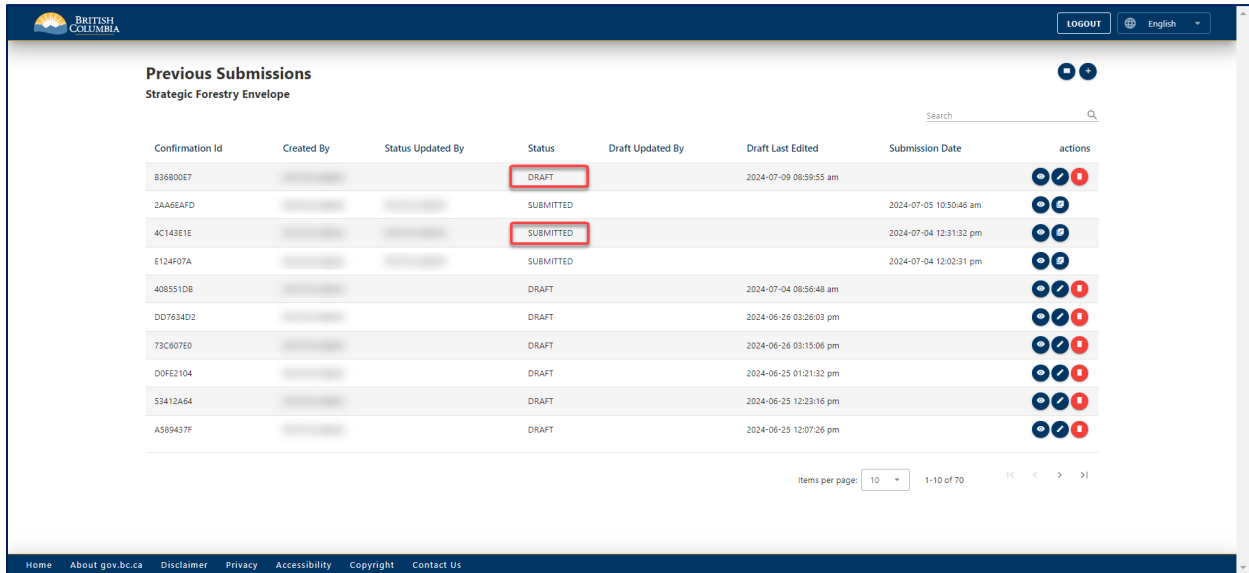 BRITISH COLUMBIA LOGOUT English
Previous Submissions
Strategic Forestry Envelope
Search
Confirmation Id Created By Status Updated By Status Draft Updated By Draft Last Edited Submission Date actions
B36B00E7 DRAFT 2024-07-09 08:59:55 am
2AA6EAFD SUBMITTED 2024-07-05 10:50:46 am
4C143E1E SUBMITTED 2024-07-04 12:31:32 pm
E124F07A SUBMITTED 2024-07-04 12:02:31 pm
408551DB DRAFT 2024-07-04 08:56:48 am
DD7634D2 DRAFT 2024-06-26 03:26:03 pm
73C607E0 DRAFT 2024-06-26 03:15:06 pm
D0FE2104 DRAFT 2024-06-25 01:21:32 pm
53412A64 DRAFT 2024-06-25 12:23:16 pm
A589437F DRAFT 2024-06-25 12:07:26 pm
Items per page: 10 1-10 of 70
Home About gov.bc.ca Disclaimer Privacy Accessibility Copyright Contact Us